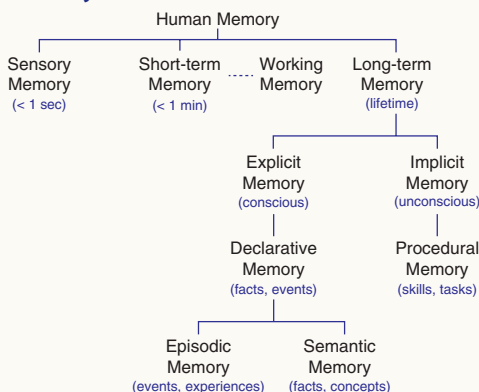 Human Memory
Sensory Memory
(< 1 sec)
Short-term Memory
(< 1 min)
Working Memory
Long-term Memory
(lifetime)
Explicit Memory
(conscious)
Implicit Memory
(unconscious)
Declarative Memory
(facts, events)
Procedural Memory
(skills, tasks)
Episodic Memory
(events, experiences)
Semantic Memory
(facts, concepts)